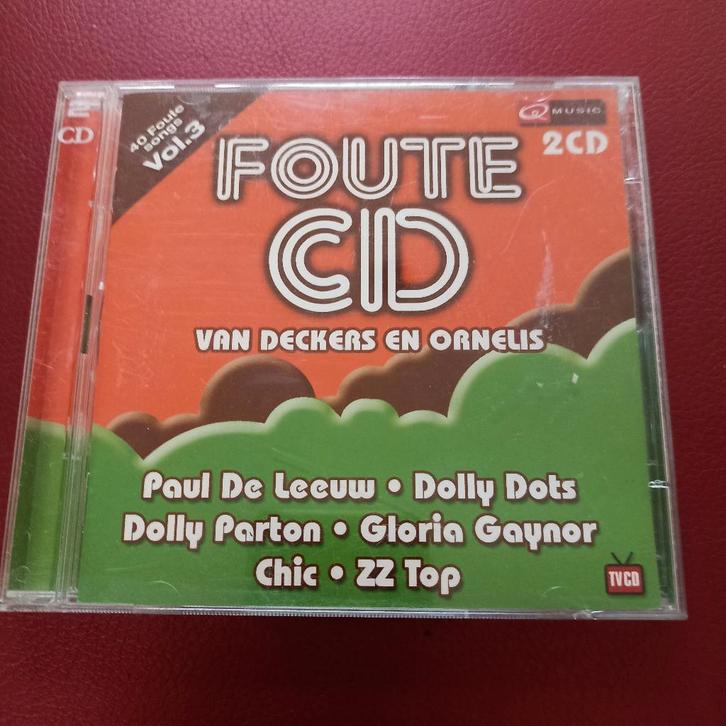 CD
40 Foute
Songs
Vol.3
Q MUSIC
2CD
FOUTE
CD
VAN DECKERS EN ORNELIS
Paul De Leeuw • Dolly Dots
Dolly Parton • Gloria Gaynor
Chic • ZZ Top
TVCD